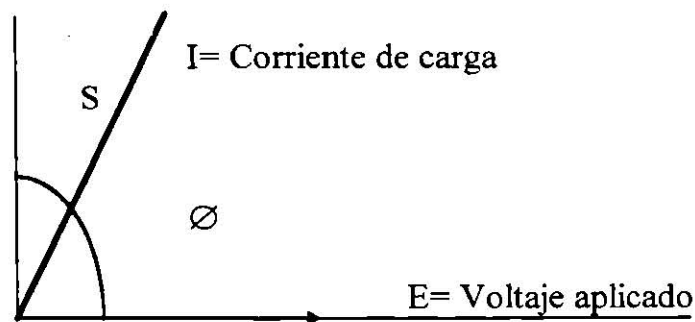 I= Corriente de carga
S
∅
E= Voltaje aplicado